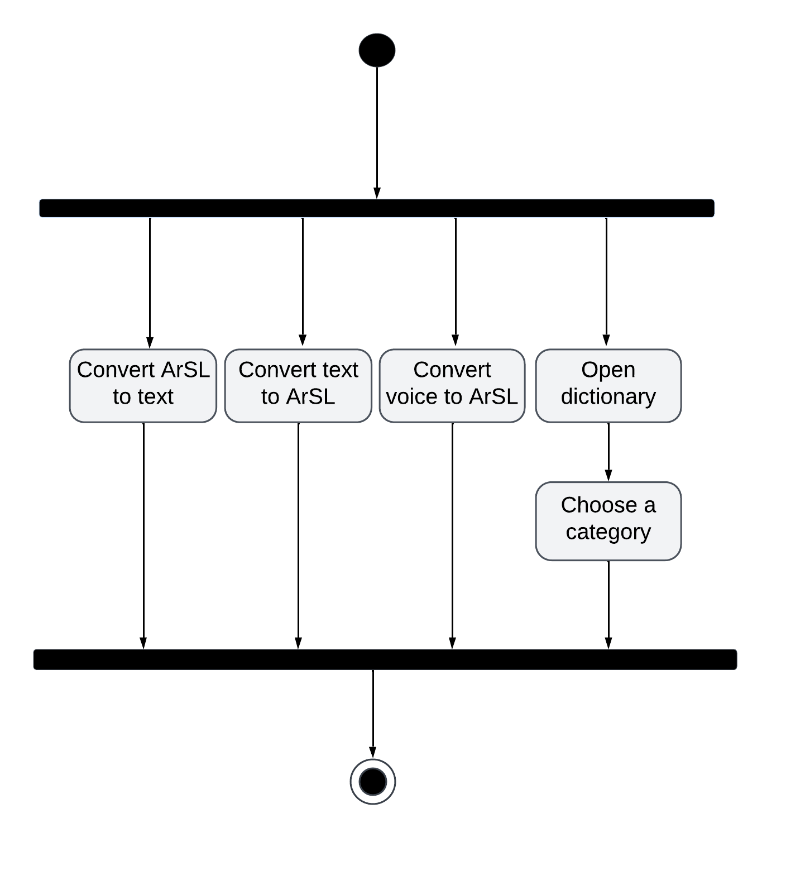 Convert ArSL
to text
Convert text
to ArSL
Convert
voice to ArSL
Open
dictionary
Choose a
category